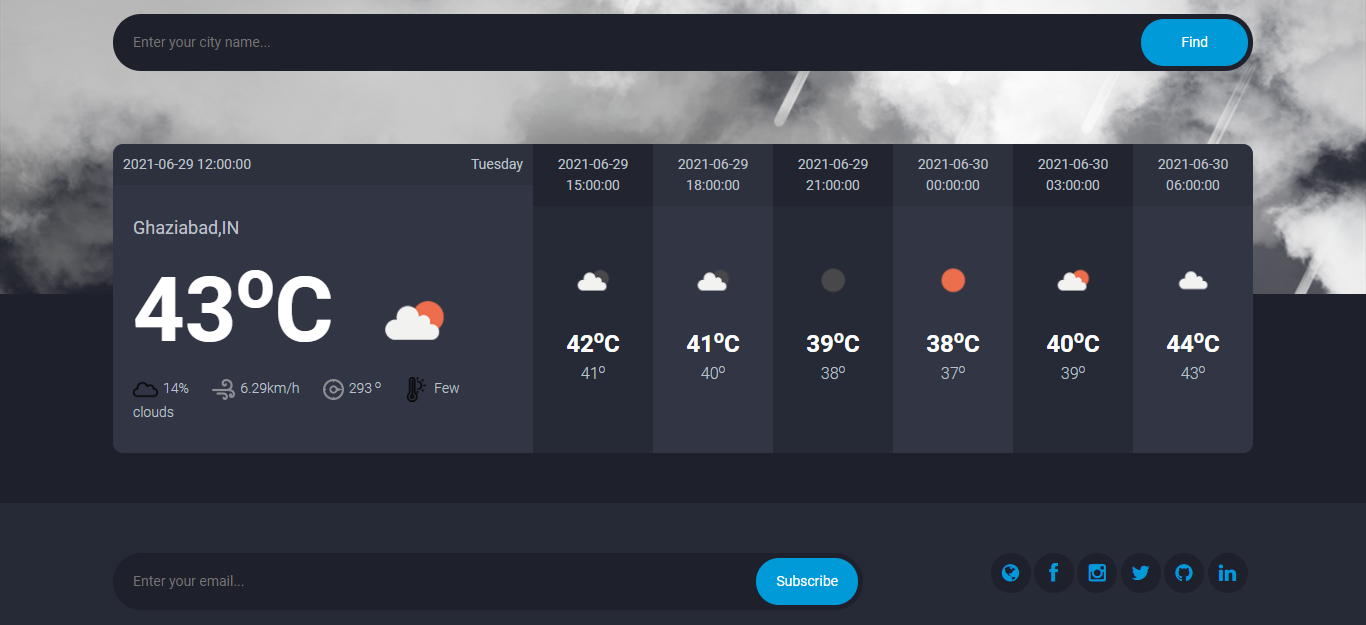 Enter your city name...
Find
2021-06-29 12:00:00
Tuesday
Ghaziabad,IN
43ºC
14%
6.29km/h
293 º
Few
clouds
2021-06-29
15:00:00
42ºC
41º
2021-06-29
18:00:00
41ºC
40º
2021-06-29
21:00:00
39ºC
38º
2021-06-30
00:00:00
38ºC
37º
2021-06-30
03:00:00
40ºC
39º
2021-06-30
06:00:00
44ºC
43º
Enter your email...
Subscribe